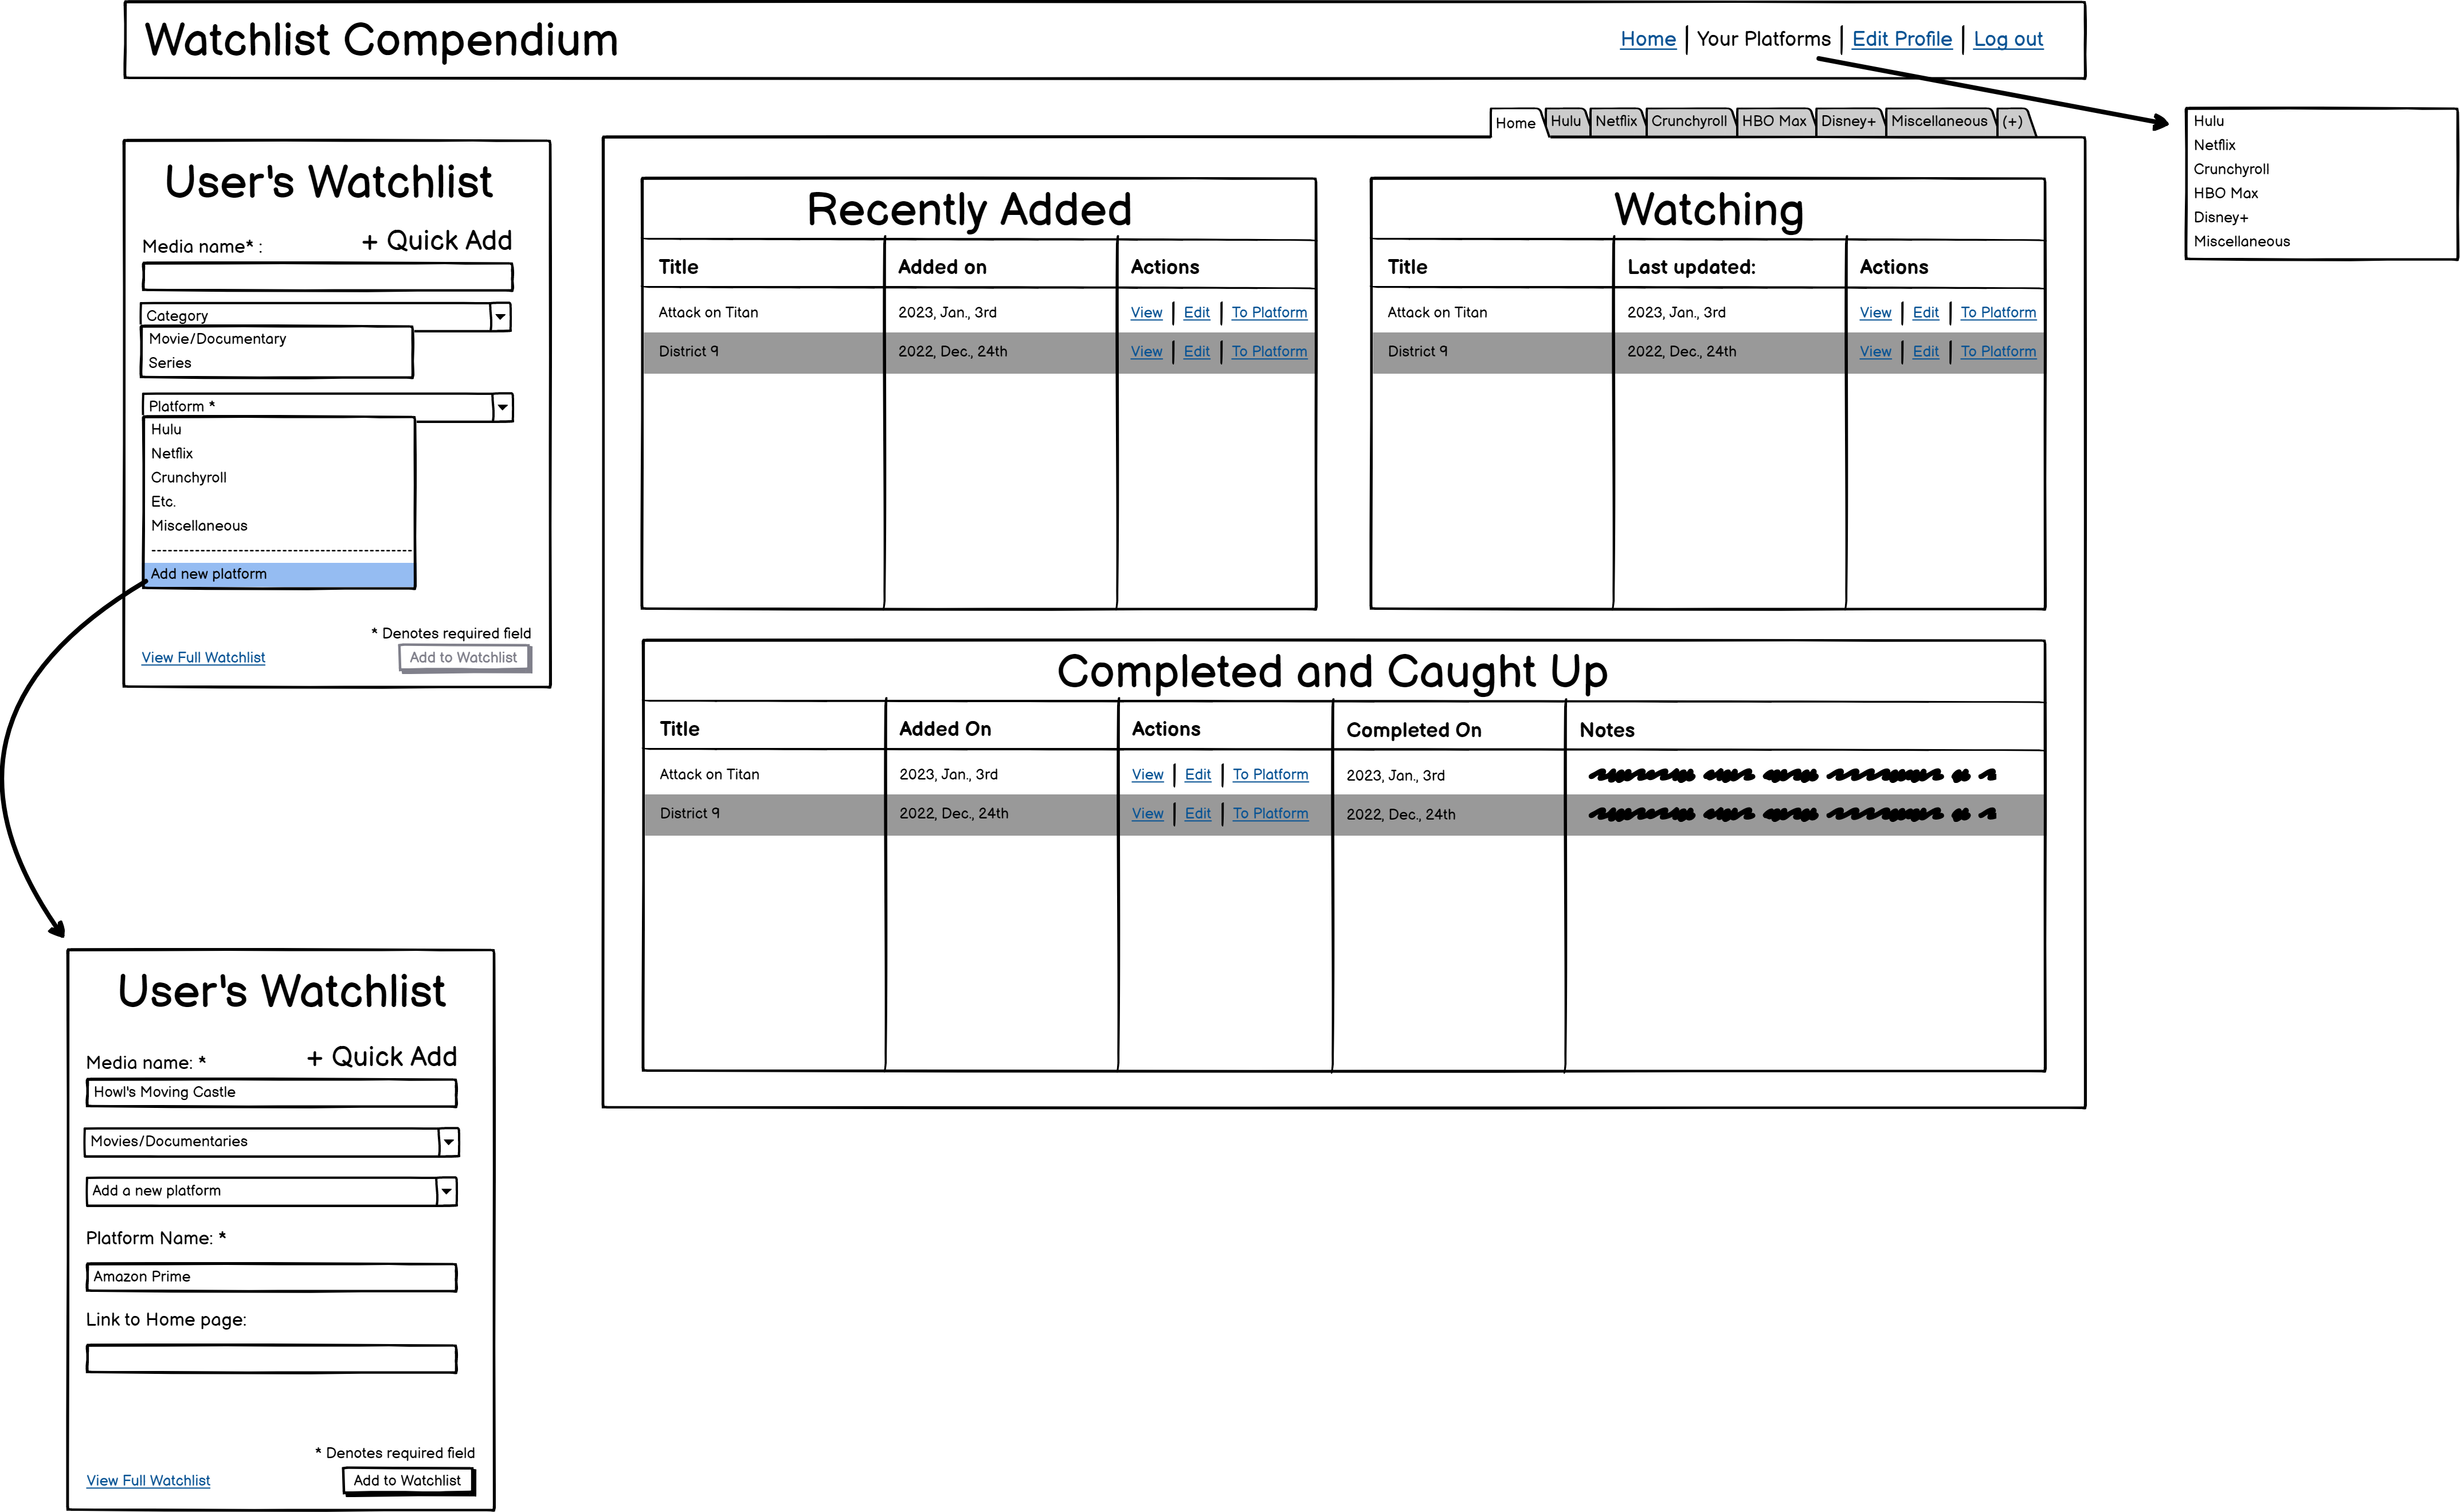 Watchlist Compendium
Home | Your Platforms | Edit Profile | Log out
Hulu
Netflix
Crunchyroll
HBO Max
Disney+
Miscellaneous
Home Hulu Netflix Crunchyroll HBO Max Disney+ Miscellaneous (+)
User's Watchlist
Media name* :
+ Quick Add
Category
Movie/Documentary
Series
Platform *
Hulu
Netflix
Crunchyroll
Etc.
Miscellaneous
Add new platform
* Denotes required field
View Full Watchlist
Add to Watchlist
Recently Added
Title Added on Actions
Attack on Titan 2023, Jan., 3rd View | Edit | To Platform
District 9 2022, Dec., 24th View | Edit | To Platform
Watching
Title Last updated: Actions
Attack on Titan 2023, Jan., 3rd View | Edit | To Platform
District 9 2022, Dec., 24th View | Edit | To Platform
Completed and Caught Up
Title Added On Actions Completed On Notes
Attack on Titan 2023, Jan., 3rd View | Edit | To Platform 2023, Jan., 3rd
District 9 2022, Dec., 24th View | Edit | To Platform 2022, Dec., 24th
User's Watchlist
Media name: *
+ Quick Add
Howl's Moving Castle
Movies/Documentaries
Add a new platform
Platform Name: *
Amazon Prime
Link to Home page:
* Denotes required field
View Full Watchlist
Add to Watchlist